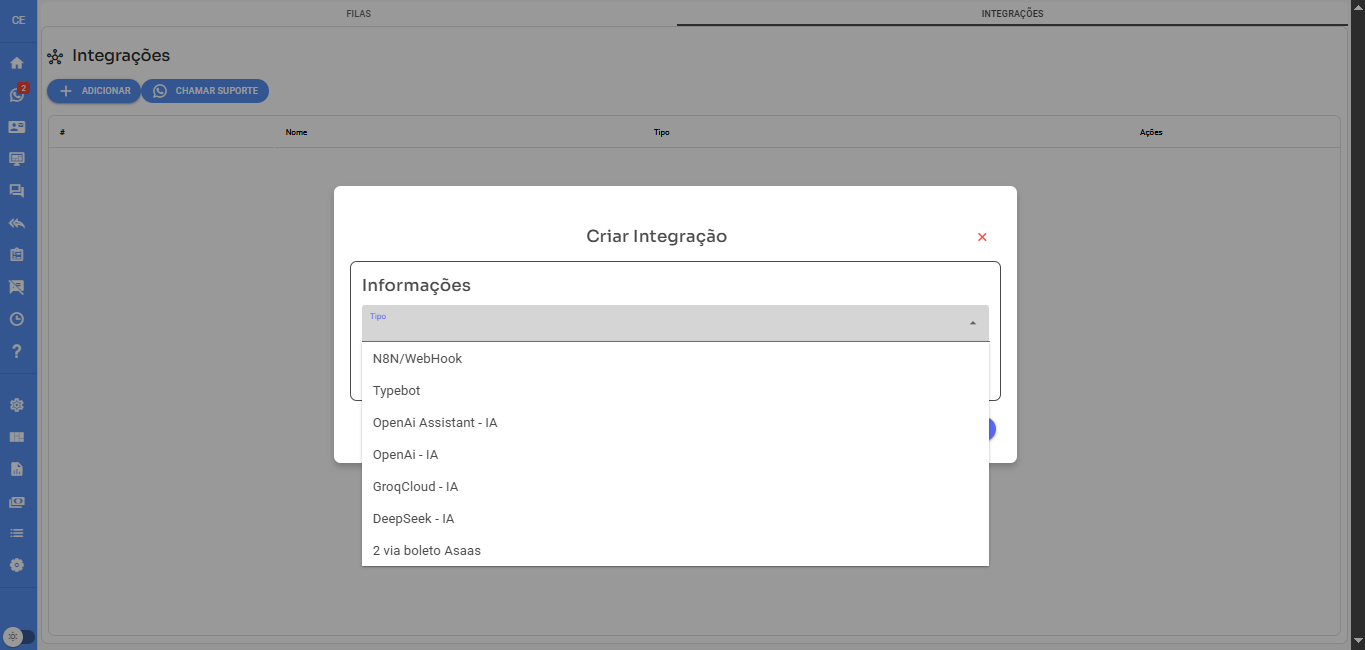 CE
FILAS
INTEGRAÇÕES
Integrações
2
ADICIONAR
CHAMAR SUPORTE
# Nome Tipo Ações
Criar Integração
Informações
Tipo
N8N/WebHook
Typebot
OpenAi Assistant - IA
OpenAi - IA
GroqCloud - IA
DeepSeek - IA
2 via boleto Asaas